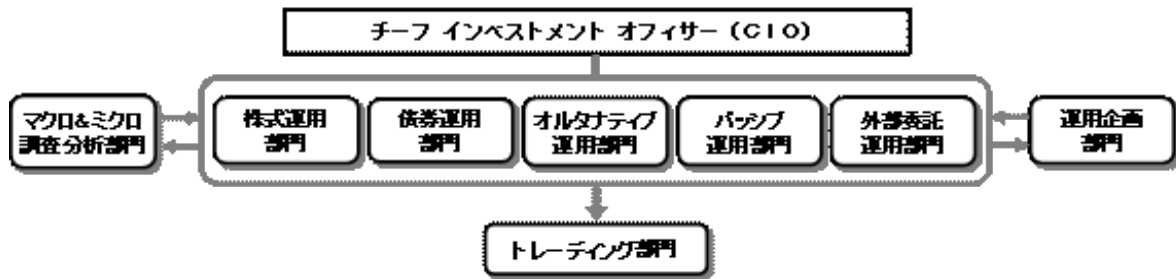 チーフ インベストメント オフィサー（CIO）
マクロ&ミクロ
調査分析部門
株式運用
部門
債券運用
部門
オルタナティブ
運用部門
パッシブ
運用部門
外部委託
運用部門
運用企画
部門
トレーディング部門